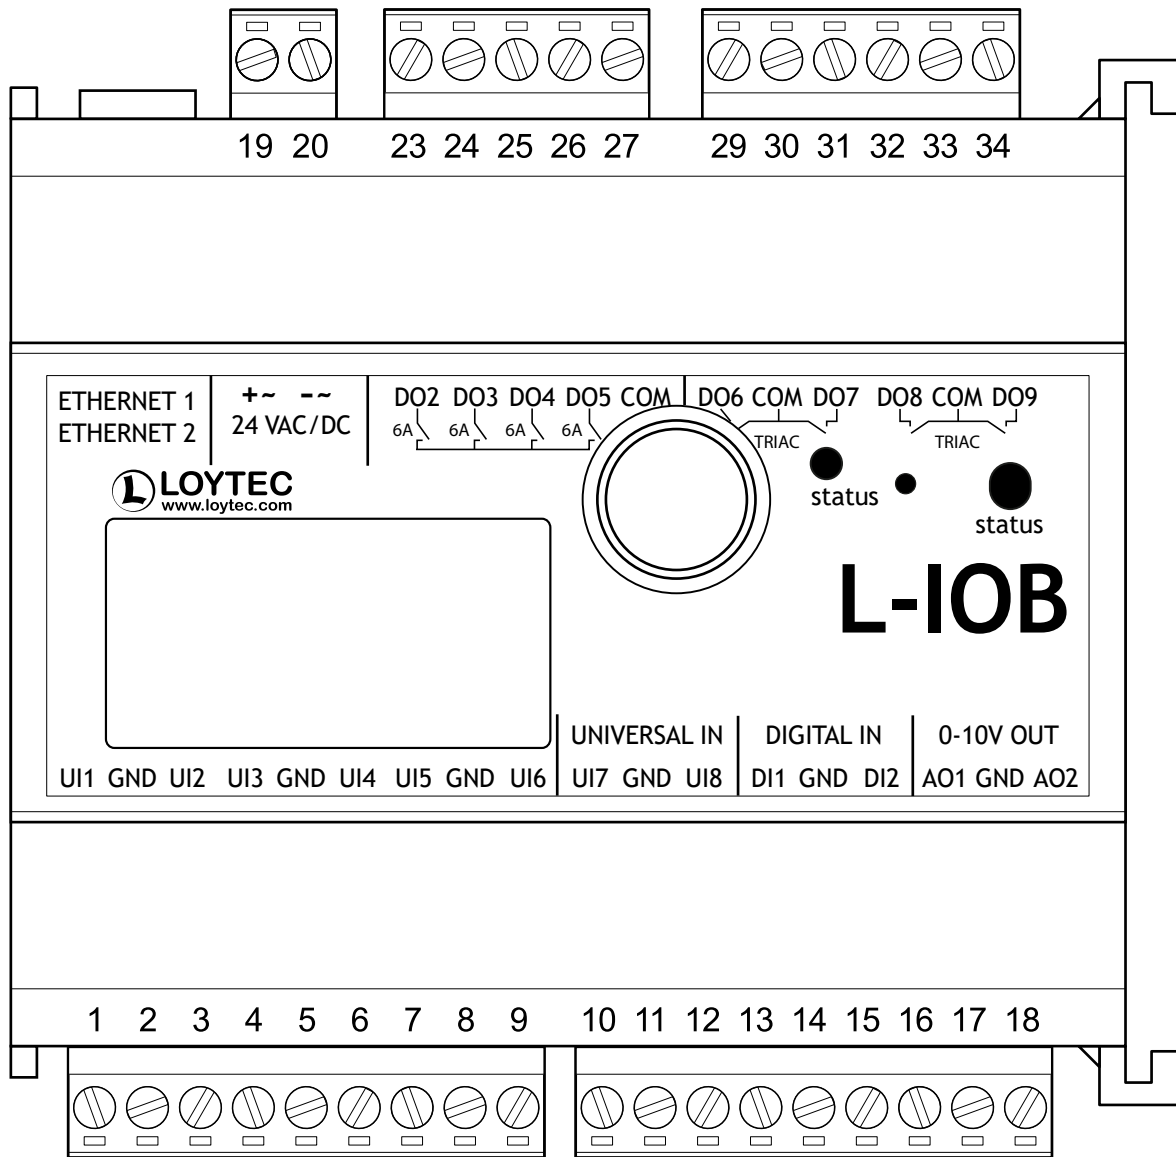 19 20 23 24 25 26 27 29 30 31 32 33 34
ETHERNET 1
ETHERNET 2
+~ -~
24 VAC/DC
DO2 DO3 DO4 DO5 COM
6A 6A 6A 6A
DO6 COM DO7 DO8 COM DO9
TRIAC TRIAC
LOYTEC
www.loytec.com
status
status
L-IOB
UNIVERSAL IN DIGITAL IN 0-10V OUT
UI1 GND UI2 UI3 GND UI4 UI5 GND UI6 UI7 GND UI8 DI1 GND DI2 AO1 GND AO2
1 2 3 4 5 6 7 8 9 10 11 12 13 14 15 16 17 18